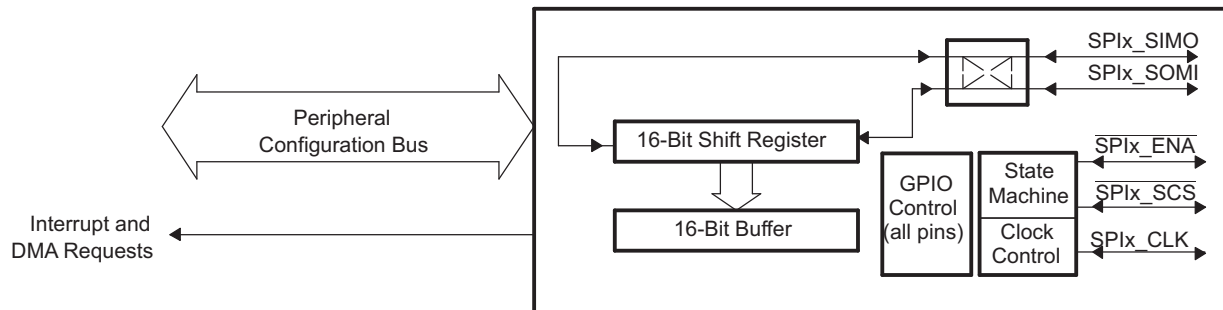 Peripheral
Configuration Bus
Interrupt and
DMA Requests
16-Bit Shift Register
16-Bit Buffer
GPIO
Control
(all pins)
State
Machine
Clock
Control
SPIx_SIMO
SPIx_SOMI
SPIx_ENA
SPIx_SCS
SPIx_CLK